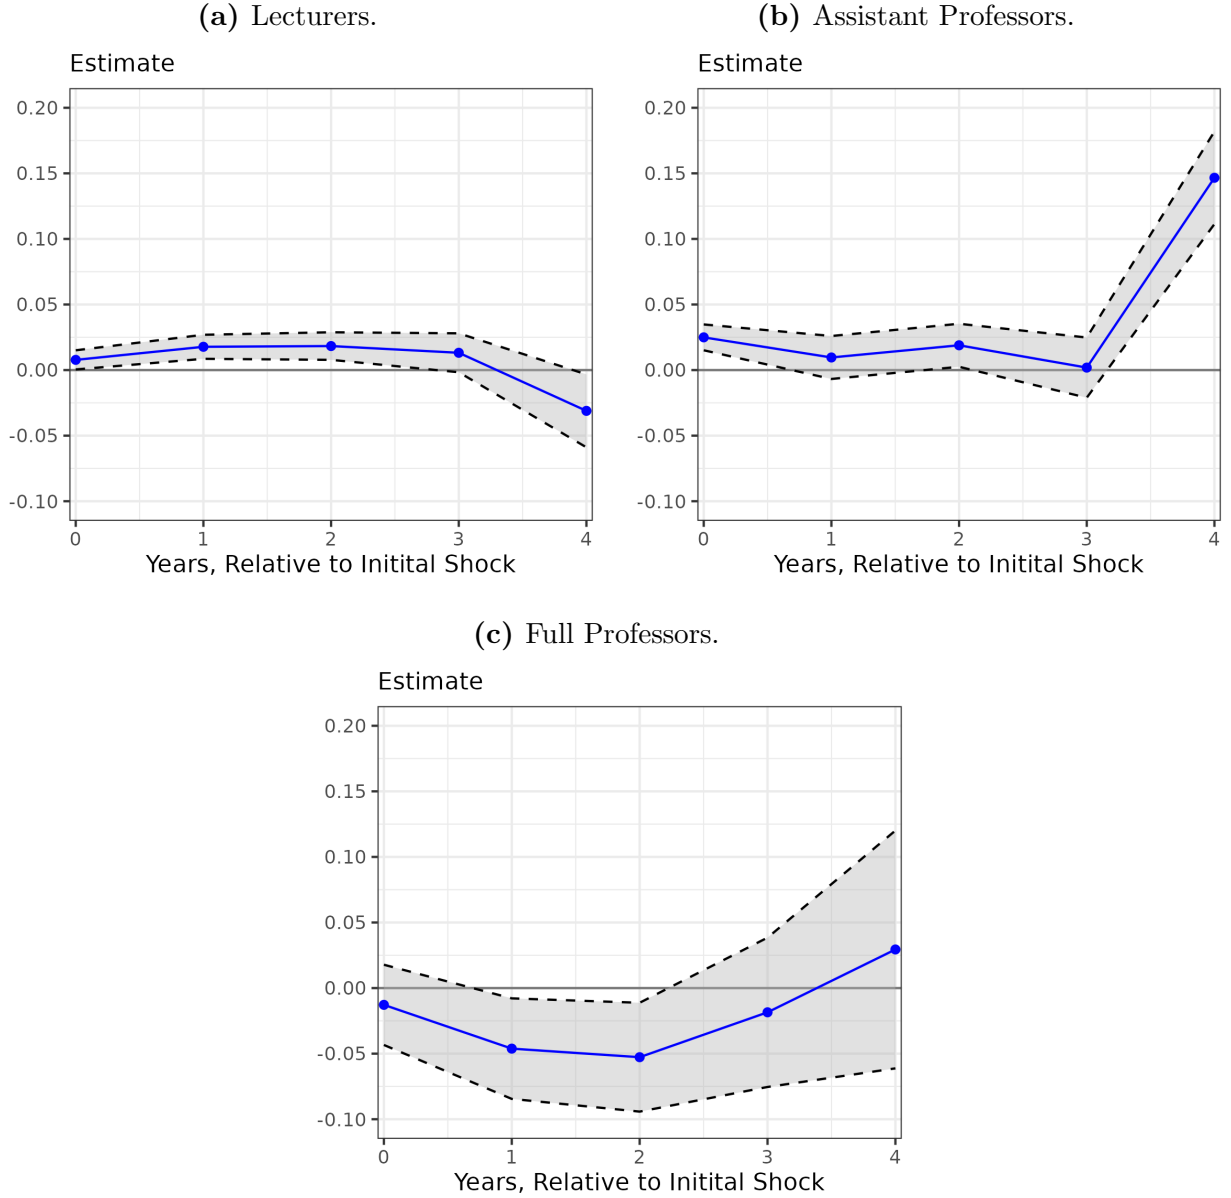 (a) Lecturers.
Estimate
0.20
0.15
0.10
0.05
0.00
-0.05
-0.10
0 1 2 3 4
Years, Relative to Initital Shock
(b) Assistant Professors.
Estimate
0.20
0.15
0.10
0.05
0.00
-0.05
-0.10
0 1 2 3 4
Years, Relative to Initital Shock
(c) Full Professors.
Estimate
0.20
0.15
0.10
0.05
0.00
-0.05
-0.10
0 1 2 3 4
Years, Relative to Initital Shock